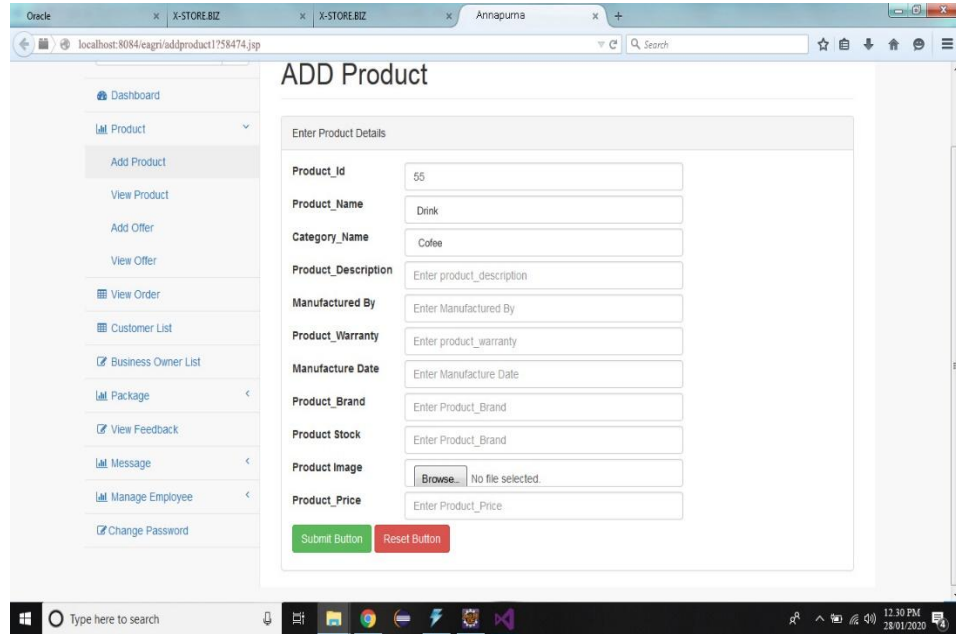 Oracle
X-STORE.BIZ
X-STORE.BIZ
Annapurna
localhost:8084/eagri/addproduct1?58474.jsp
Search
Dashboard
Product
Add Product
View Product
Add Offer
View Offer
View Order
Customer List
Business Owner List
Package
View Feedback
Message
Manage Employee
Change Password
ADD Product
Enter Product Details
Product_Id
55
Product_Name
Drink
Category_Name
Cofee
Product_Description
Enter product_description
Manufactured By
Enter Manufactured By
Product_Warranty
Enter product_warranty
Manufacture Date
Enter Manufacture Date
Product_Brand
Enter Product_Brand
Product Stock
Enter Product_Brand
Product Image
Browse... No file selected.
Product_Price
Enter Product_Price
Submit Button
Reset Button
Type here to search
12.30 PM
28/01/2020